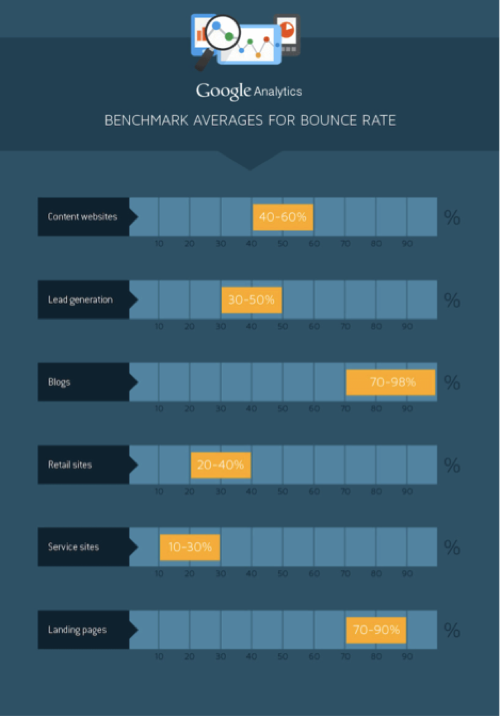 Google Analytics
BENCHMARK AVERAGES FOR BOUNCE RATE
Content websites 40-60% %
10 20 30 40 50 60 70 80 90
Lead generation 30-50% %
10 20 30 40 50 60 70 80 90
Blogs 70-98% %
10 20 30 40 50 60 70 80 90
Retail sites 20-40% %
10 20 30 40 50 60 70 80 90
Service sites 10-30% %
10 20 30 40 50 60 70 80 90
Landing pages 70-90% %
10 20 30 40 50 60 70 80 90